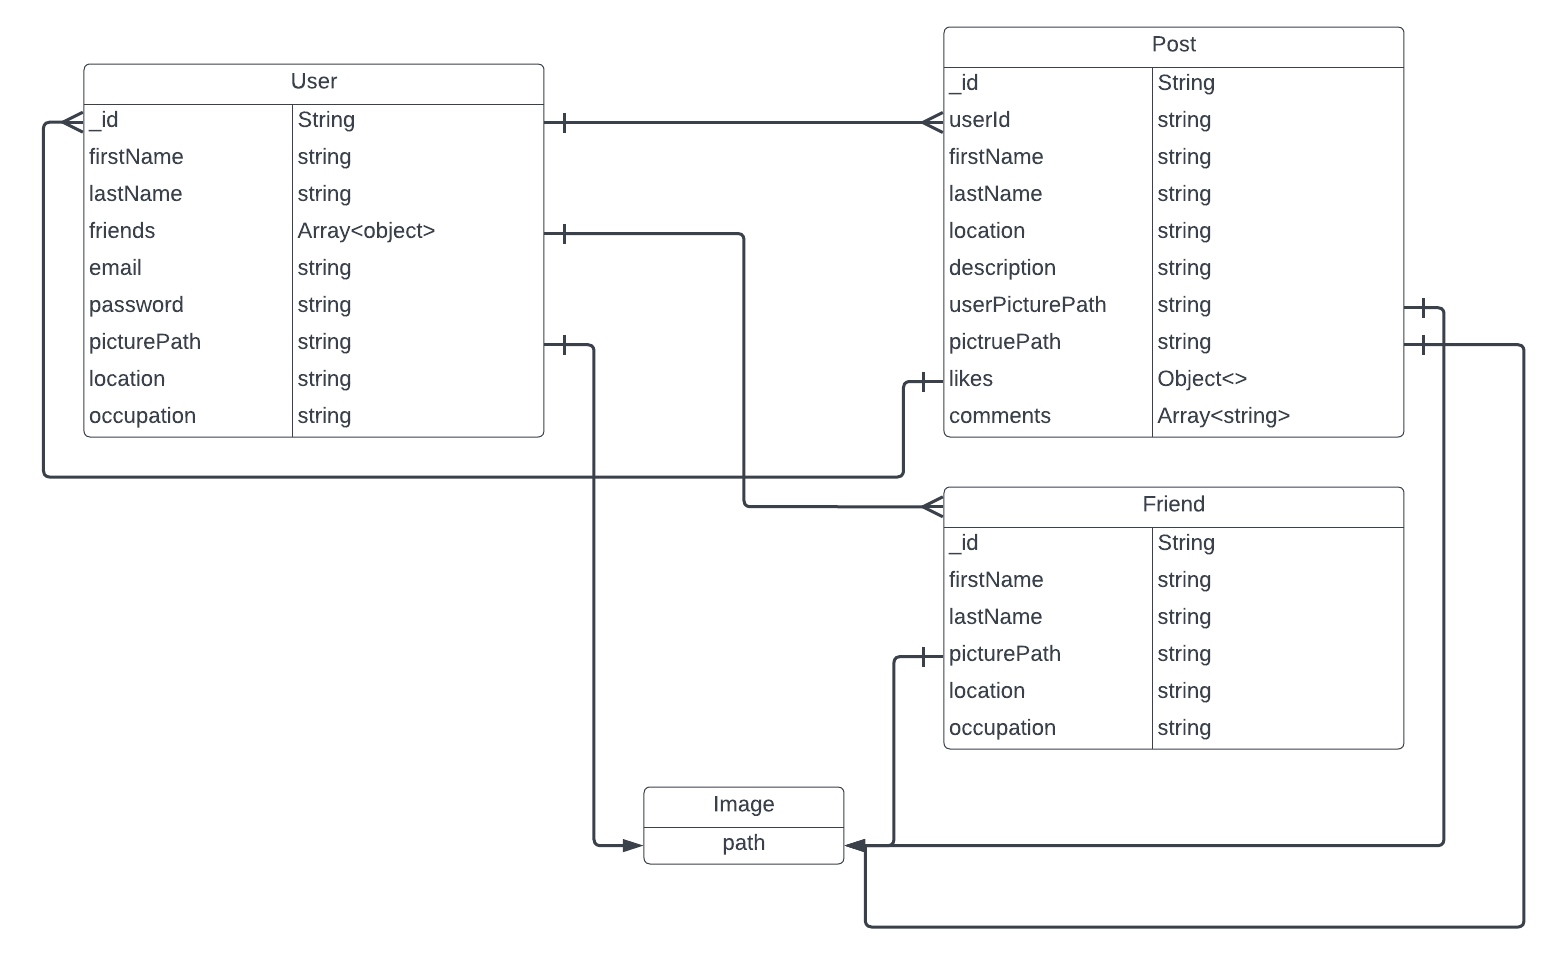 User
_id String
firstName string
lastName string
friends Array<object>
email string
password string
picturePath string
location string
occupation string
Post
_id String
userId string
firstName string
lastName string
location string
description string
userPicturePath string
pictruePath string
likes Object<>
comments Array<string>
Friend
_id String
firstName string
lastName string
picturePath string
location string
occupation string
Image
path